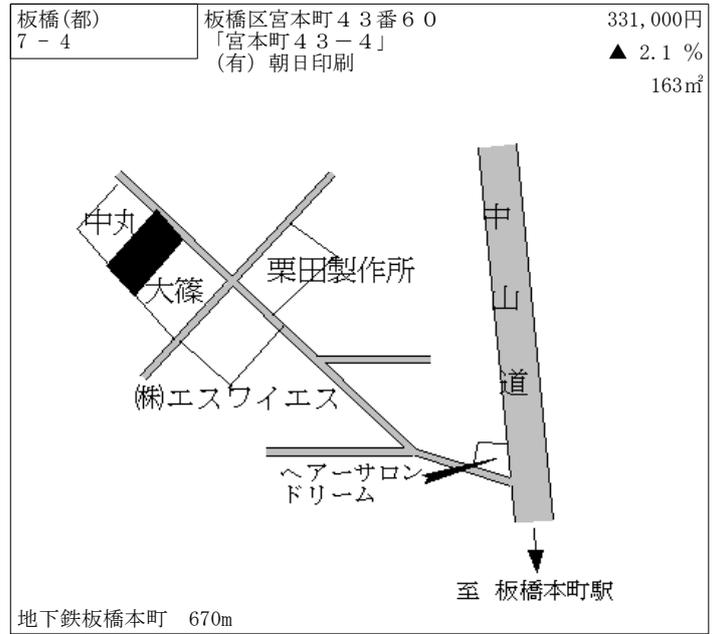 板橋(都)
7 - 4
板橋区宮本町４３番６０
「宮本町４３－４」
(有) 朝日印刷
331,000円
▲ 2.1 %
163㎡
中丸
大篠
栗田製作所
㈱エスワイエス
中山道
ヘアーサロン
ドリーム
至 板橋本町駅
地下鉄板橋本町 670m